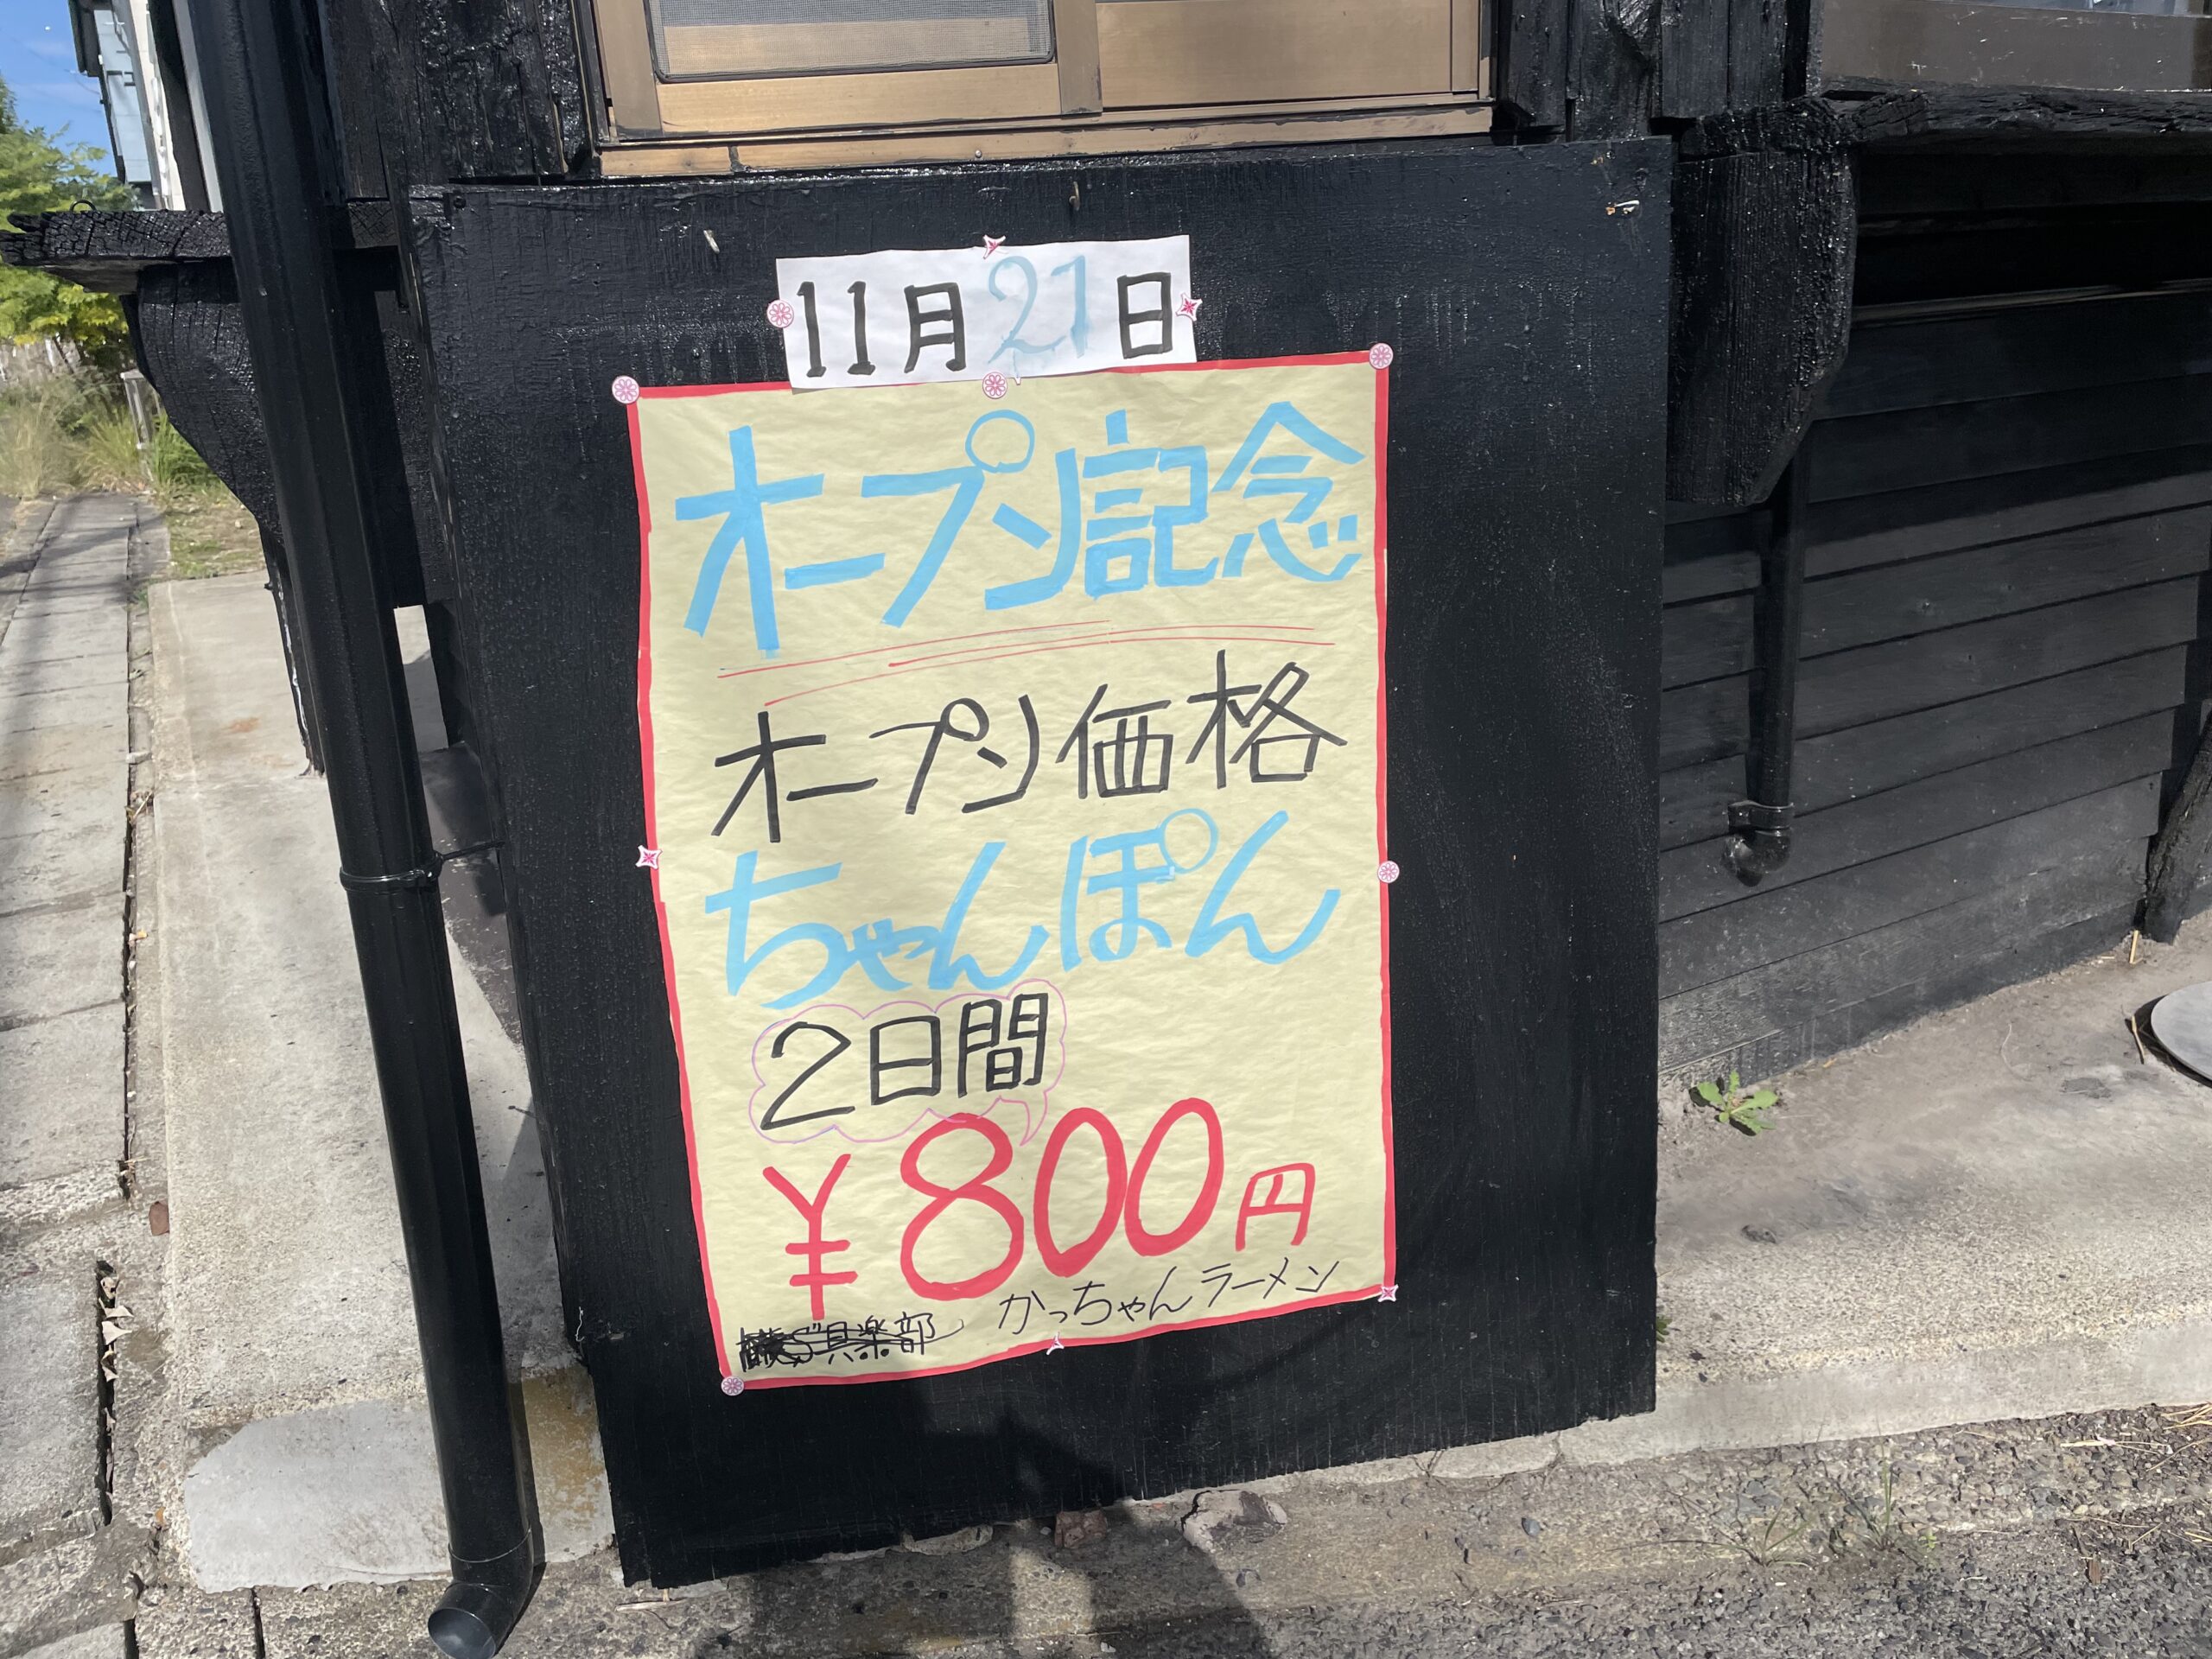 11月21日
オープン記念
オープン価格
ちゃんぽん
2日間
¥800円
かっちゃんラーメン
倶楽部